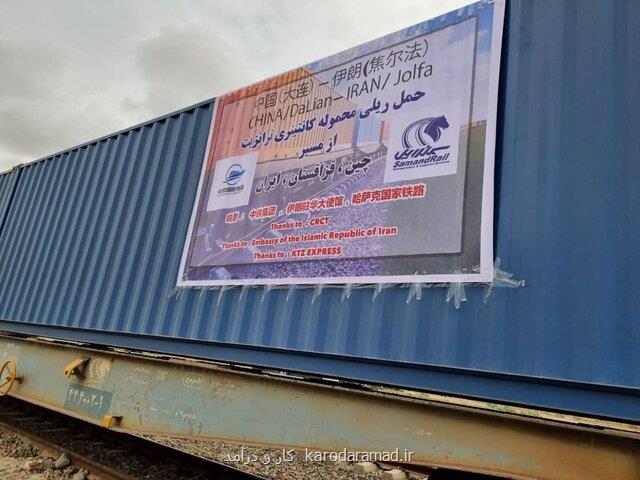 中国(大连) – 伊朗(焦尔法)
CHINA/DaLian – IRAN/ Jolfa
حمل ریلی محموله کانتینری ترانزیت
از مسیر
چین ، قزاقستان ، ایران
SamandRail
鸣谢 : 中铁集团 , 伊朗驻华大使馆 , 哈萨克国家铁路
Thanks to : CRCT
Thanks to : Embassy of the Islamic Republic of Iran
Thanks to : KTZ EXPRESS
کار و درآمد karodaramad.ir